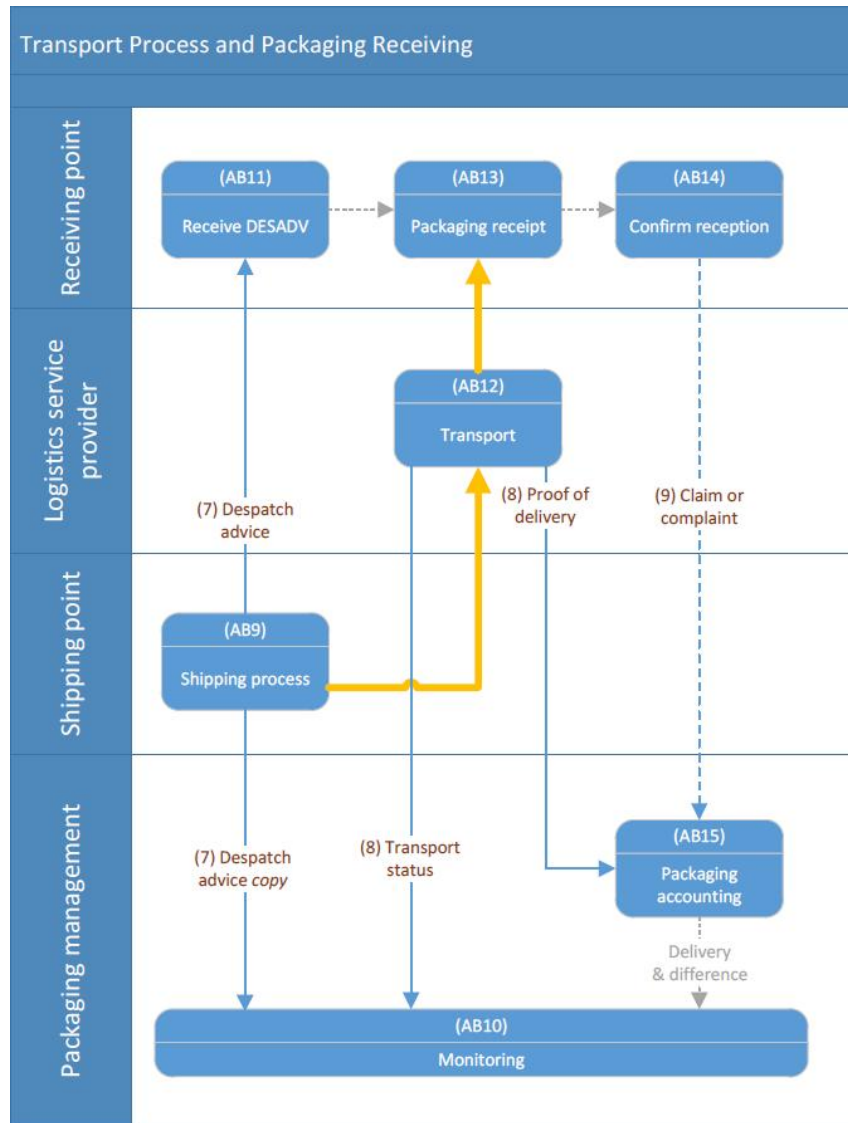 Transport Process and Packaging Receiving
Receiving point
(AB11)
Receive DESADV
(AB13)
Packaging receipt
(AB14)
Confirm reception
Logistics service
provider
(AB12)
Transport
(7) Despatch
advice
(8) Proof of
delivery
(9) Claim or
complaint
Shipping point
(AB9)
Shipping process
Packaging management
(7) Despatch
advice copy
(8) Transport
status
(AB15)
Packaging
accounting
Delivery
& difference
(AB10)
Monitoring